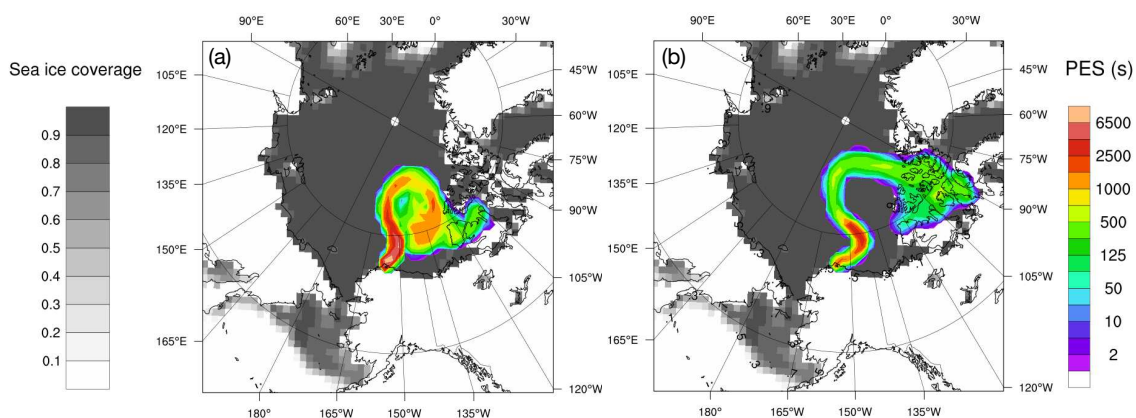 60°E 30°E 0°W 30°W
60°E 30°E 0° 30°W
Sea ice coverage
(a)
(b)
PES (s)
90°E
90°E
105°E
105°E
120°E
120°E
135°E
135°E
150°E
150°E
165°E
165°E
45°W
45°W
60°W
60°W
75°W
75°W
90°W
90°W
105°W
105°W
120°W
120°W
180° 165°W 150°W 135°W
180° 165°W 150°W 135°W
0.9
0.8
0.7
0.6
0.5
0.4
0.3
0.2
0.1
6500
2500
1000
500
125
50
10
2
.9